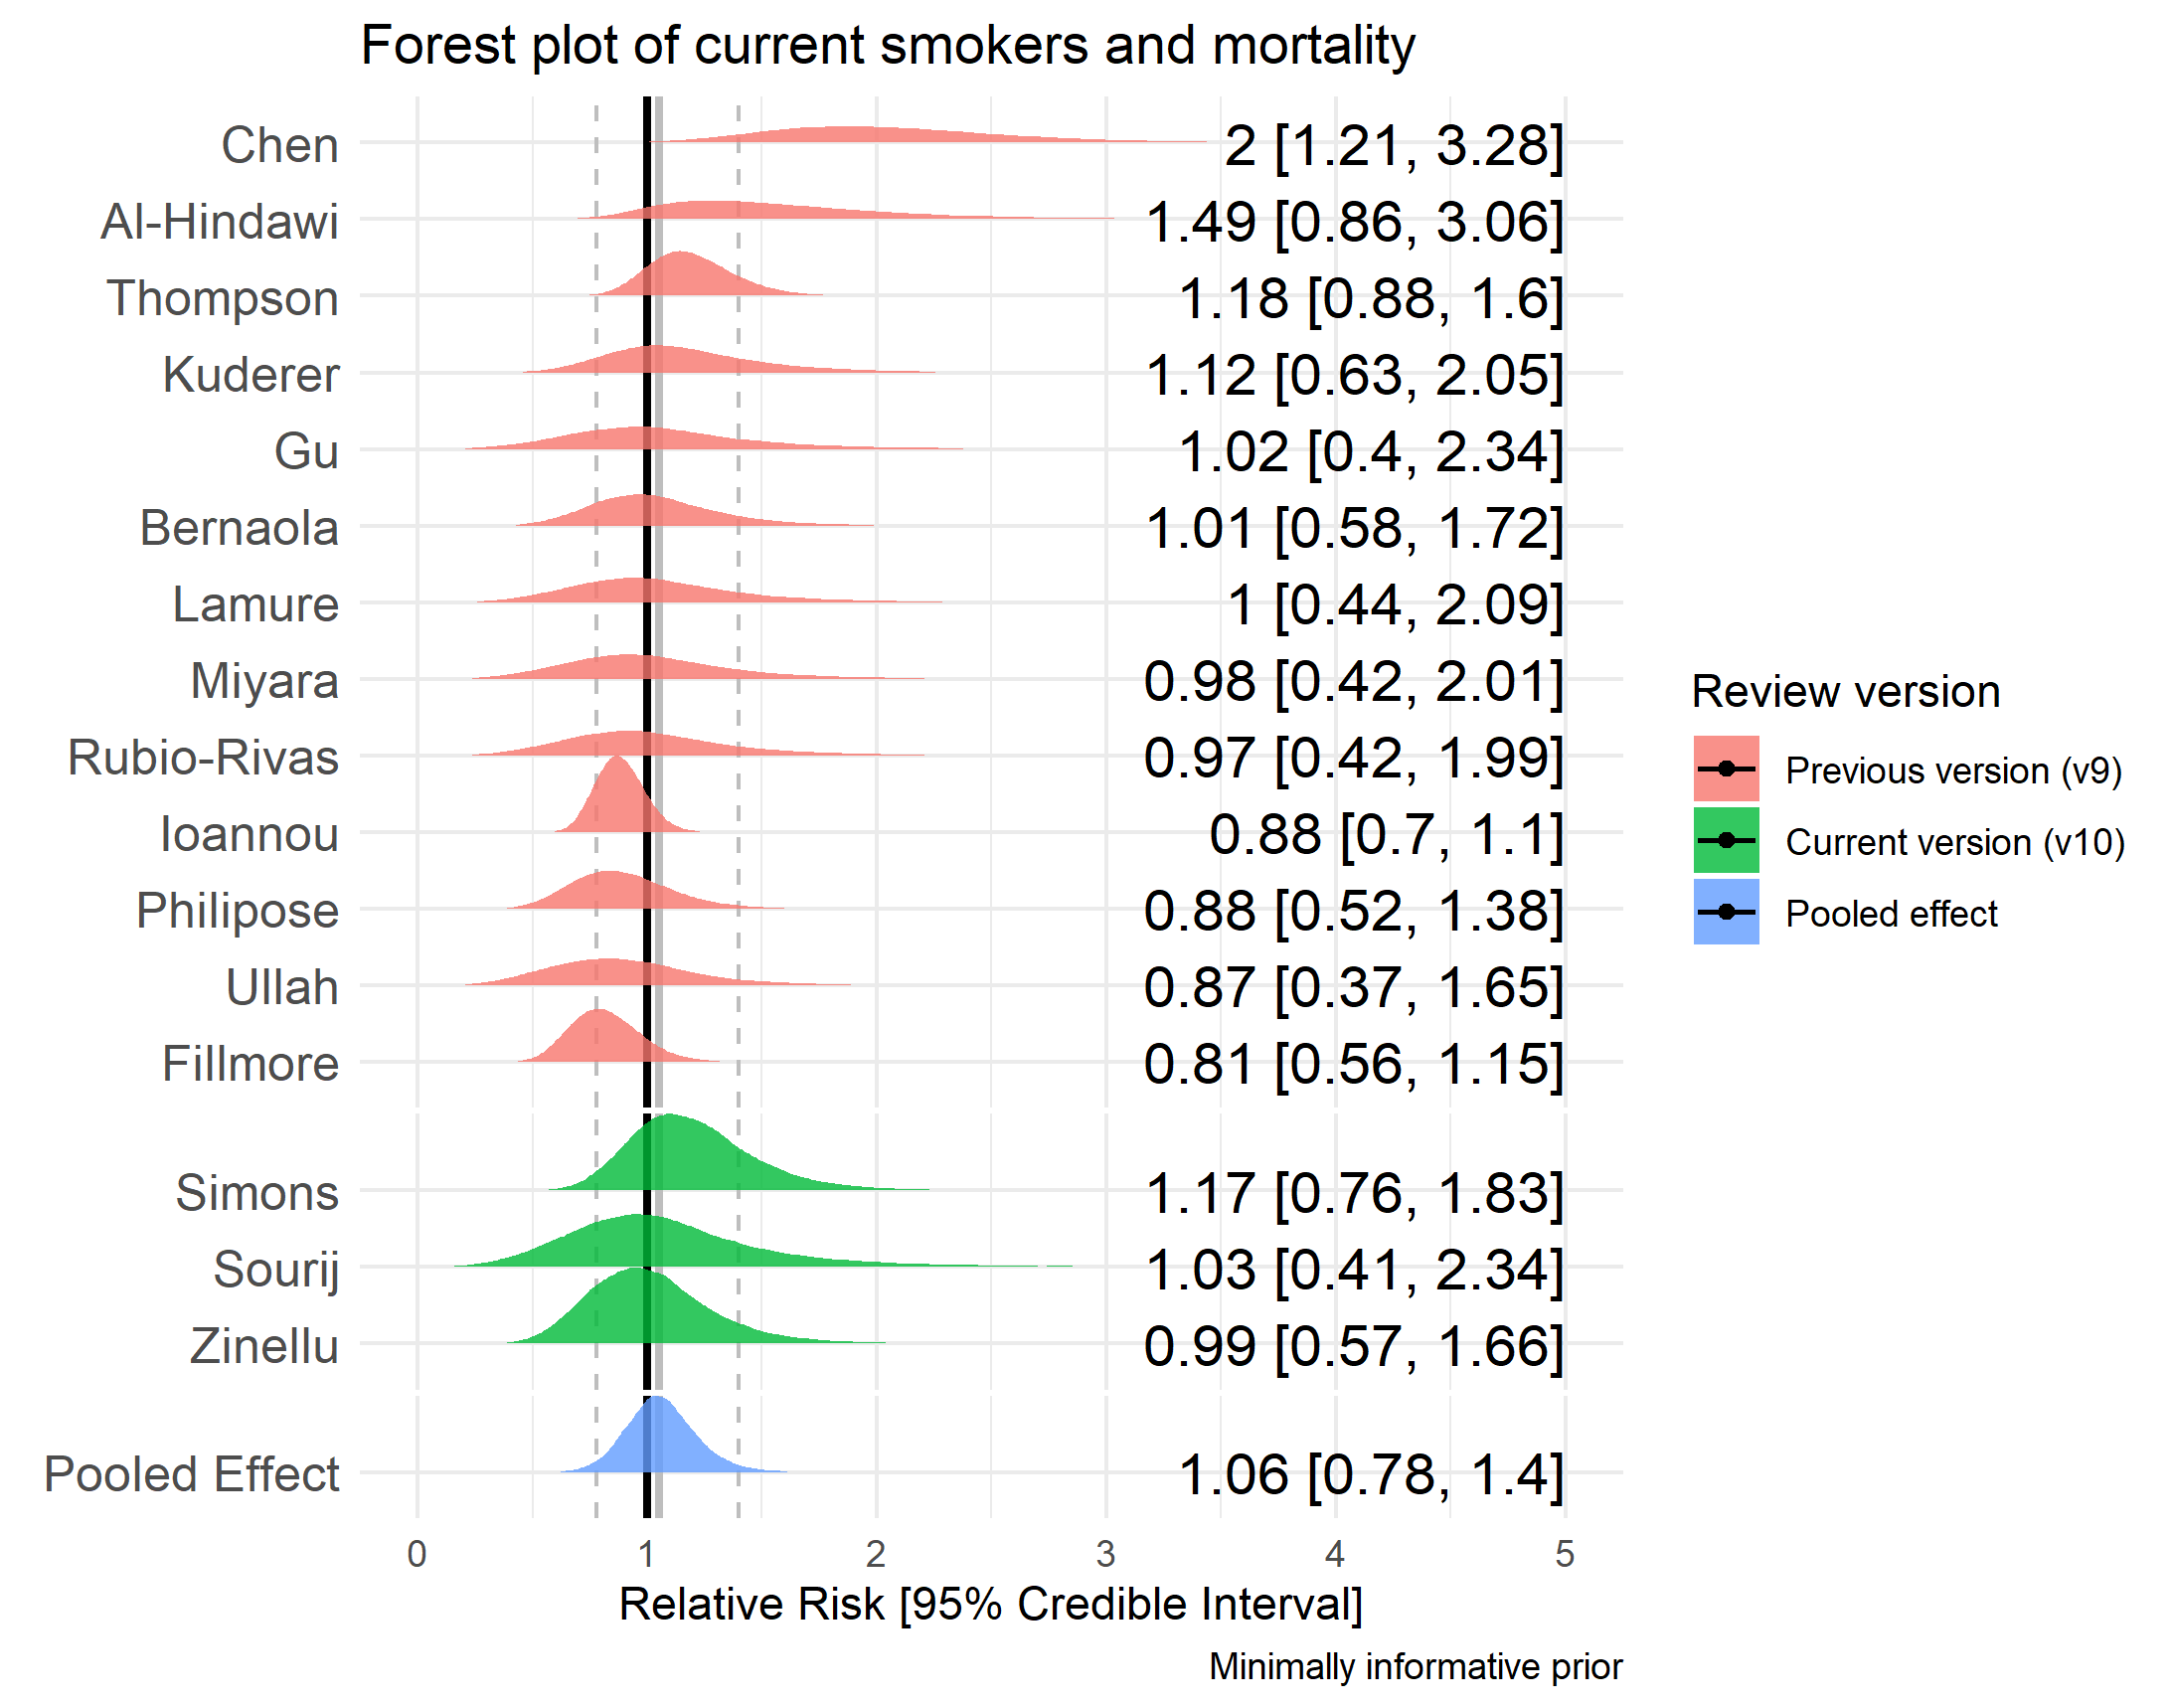 Forest plot of current smokers and mortality
Chen 2 [1.21, 3.28]
Al-Hindawi 1.49 [0.86, 3.06]
Thompson 1.18 [0.88, 1.6]
Kuderer 1.12 [0.63, 2.05]
Gu 1.02 [0.4, 2.34]
Bernaola 1.01 [0.58, 1.72]
Lamure 1 [0.44, 2.09]
Miyara 0.98 [0.42, 2.01]
Rubio-Rivas 0.97 [0.42, 1.99]
Ioannou 0.88 [0.7, 1.1]
Philipose 0.88 [0.52, 1.38]
Ullah 0.87 [0.37, 1.65]
Fillmore 0.81 [0.56, 1.15]
Simons 1.17 [0.76, 1.83]
Sourij 1.03 [0.41, 2.34]
Zinellu 0.99 [0.57, 1.66]
Pooled Effect 1.06 [0.78, 1.4]
0 1 2 3 4 5
Relative Risk [95% Credible Interval]
Minimally informative prior
Review version
Previous version (v9)
Current version (v10)
Pooled effect